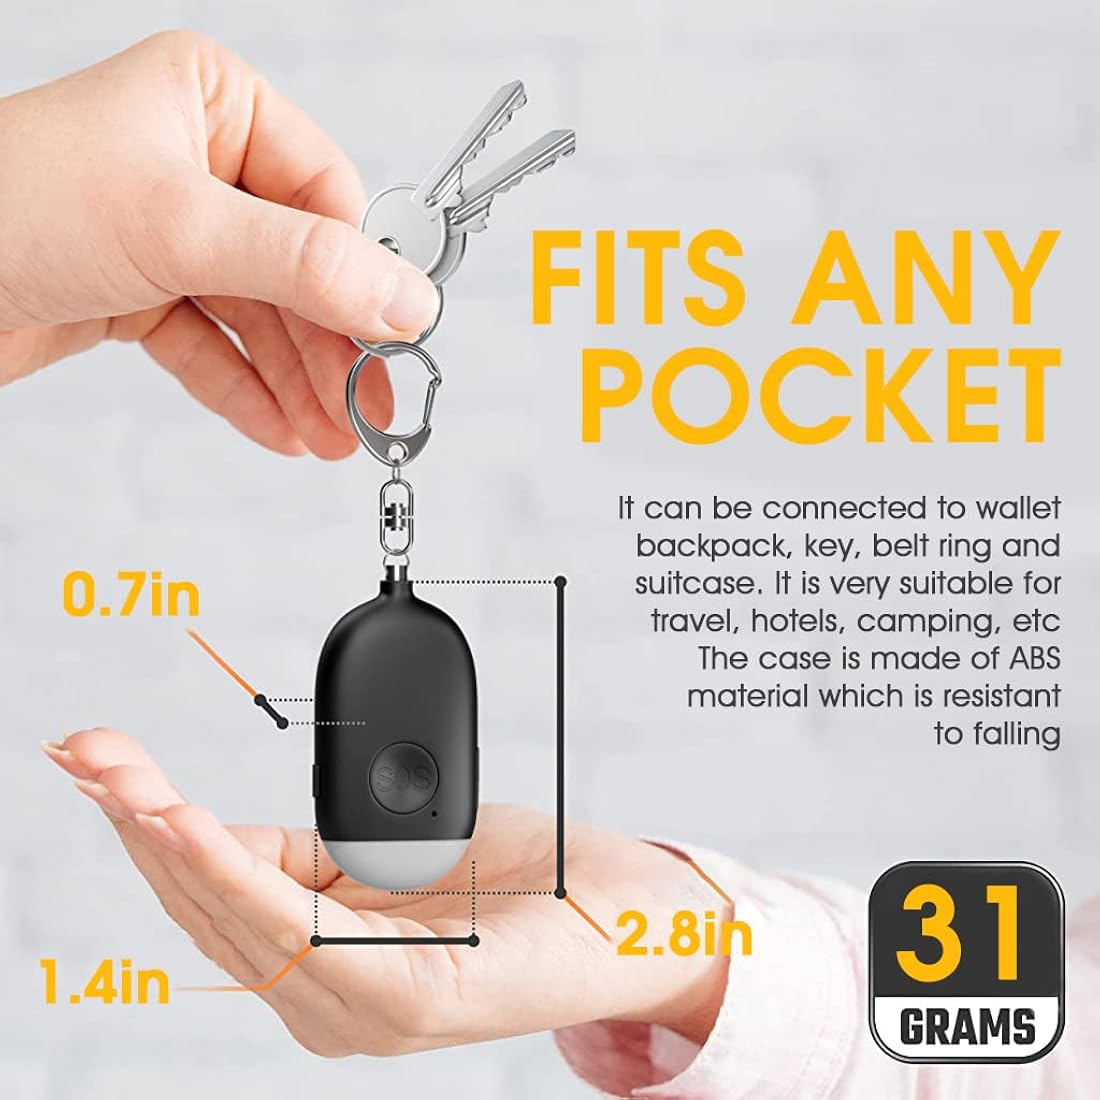 FITS ANY
POCKET
It can be connected to wallet
backpack, key, belt ring and
suitcase. It is very suitable for
travel, hotels, camping, etc
The case is made of ABS
material which is resistant
to falling
0.7in
SOS
2.8in
1.4in
31
GRAMS